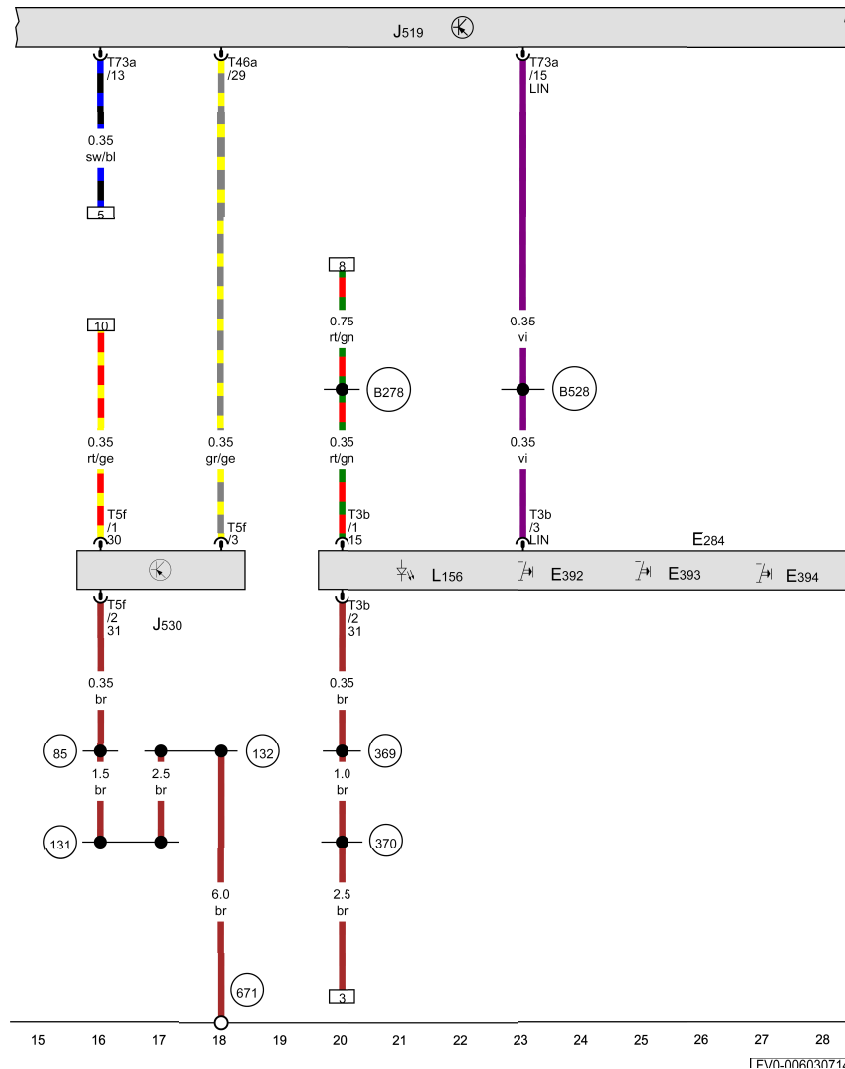 J519
T73a
/13
T46a
/29
T73a
/15
LIN
0.35
sw/bl
5
8
10
0.75
rt/gn
0.35
vi
B278
B528
0.35
rt/ge
0.35
gr/ge
0.35
rt/gn
0.35
vi
T5f
/1
30
T5f
/3
T3b
/1
15
T3b
/3
LIN
E284
L156
E392
E393
E394
T5f
/2
31
J530
T3b
/2
31
0.35
br
0.35
br
85
132
369
1.5
br
2.5
br
1.0
br
131
370
6.0
br
2.5
br
671
3
15 16 17 18 19 20 21 22 23 24 25 26 27 28
EV0-006030714